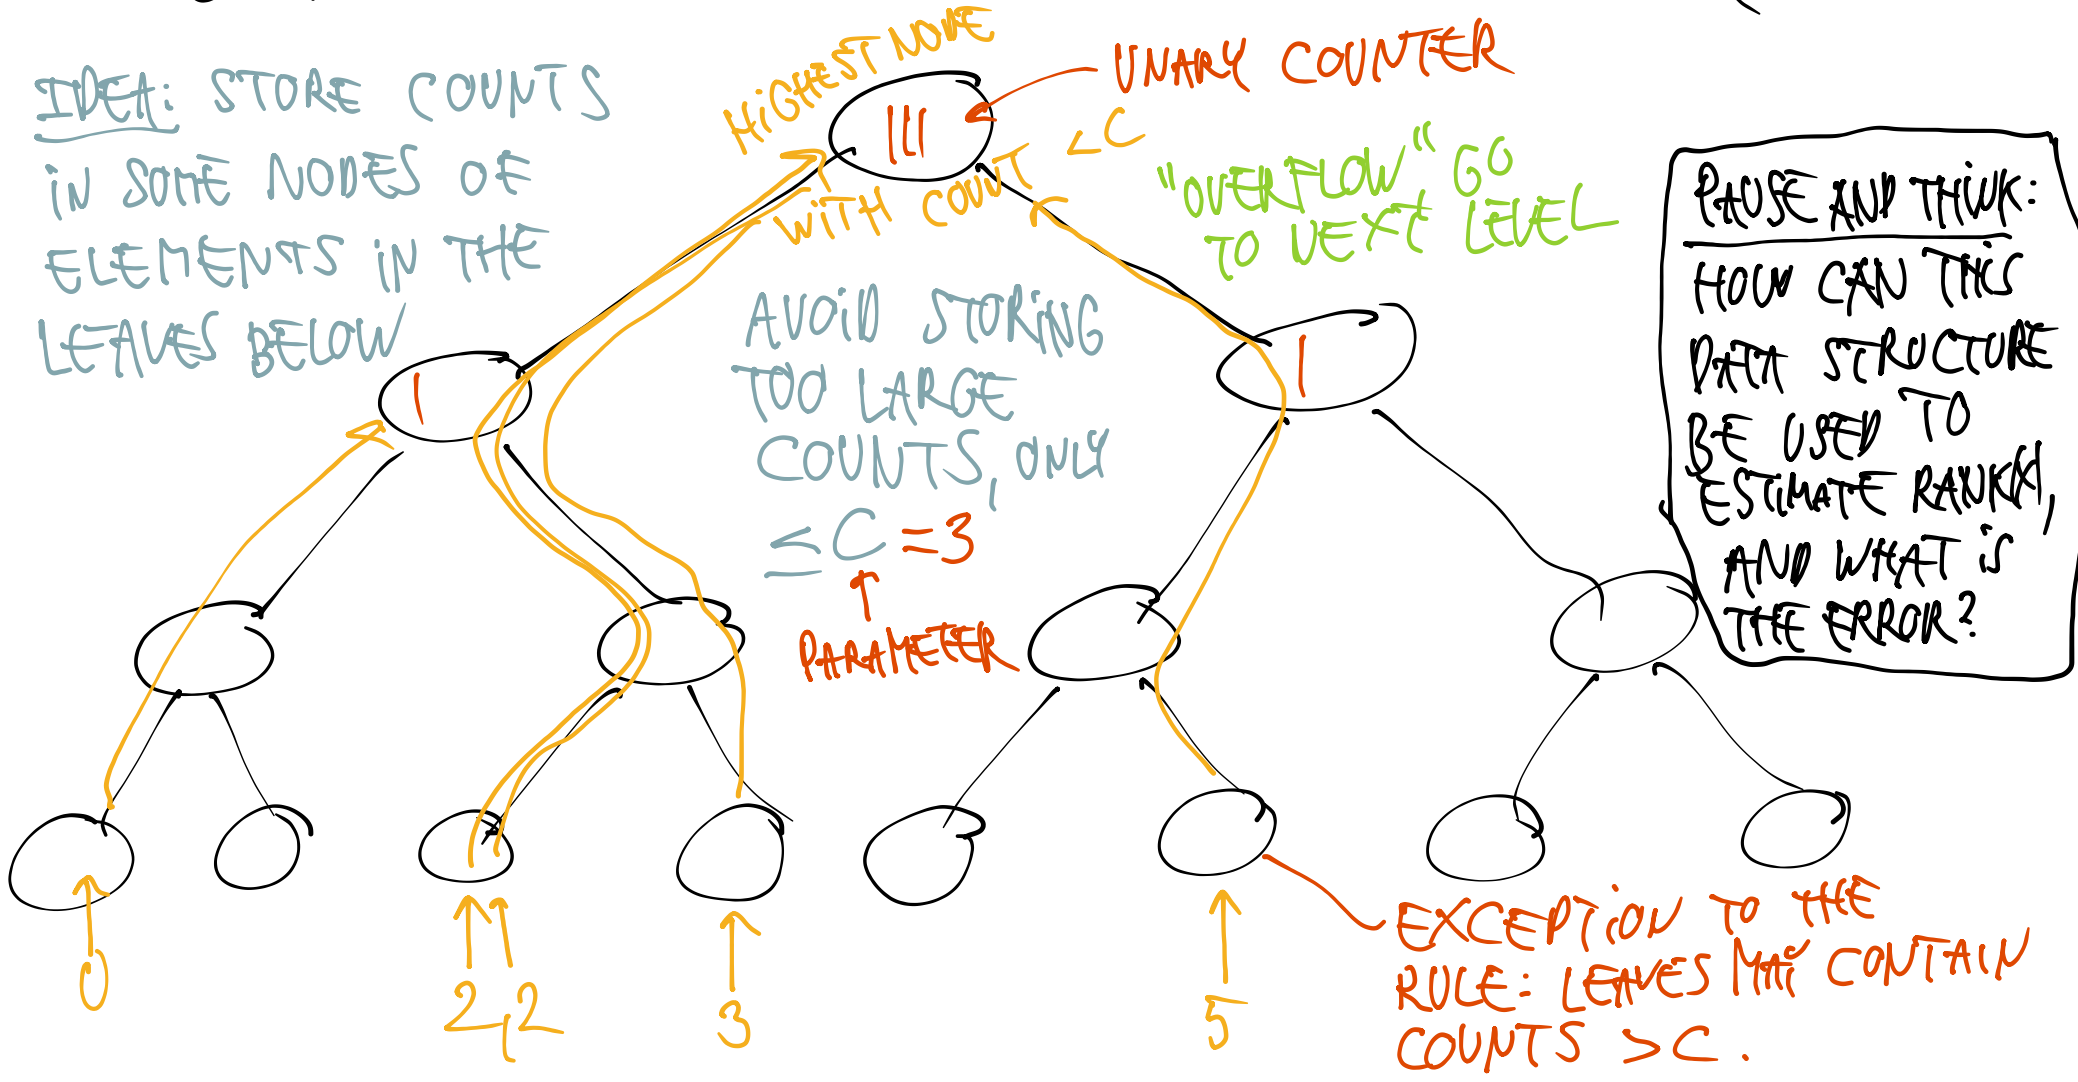 IDEA: STORE COUNTS
IN SOME NODES OF
ELEMENTS IN THE
LEAVES BELOW
HIGHEST NODE
WITH COUNT < C
III
UNARY COUNTER
"OVERFLOW" GO
TO NEXT LEVEL
I
I
AVOID STORING
TOO LARGE
COUNTS, ONLY
≤ C = 3
PARAMETER
PAUSE AND THINK:
HOW CAN THIS
DATA STRUCTURE
BE USED TO
ESTIMATE RANK(X),
AND WHAT IS
THE ERROR?
0
2,2
3
5
EXCEPTION TO THE
RULE: LEAVES MAY CONTAIN
COUNTS > C.